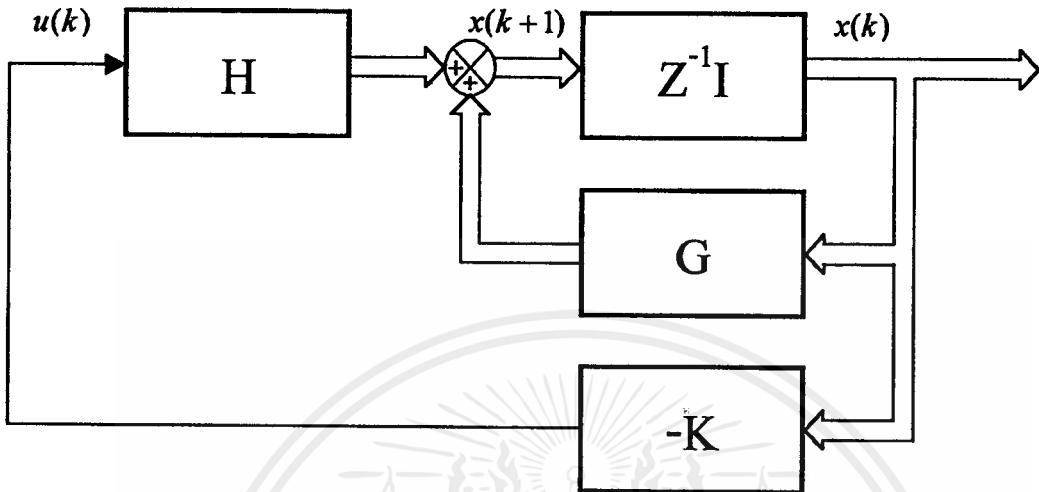 u(k)
H
x(k+1)
+
+
Z⁻¹I
x(k)
G
-K